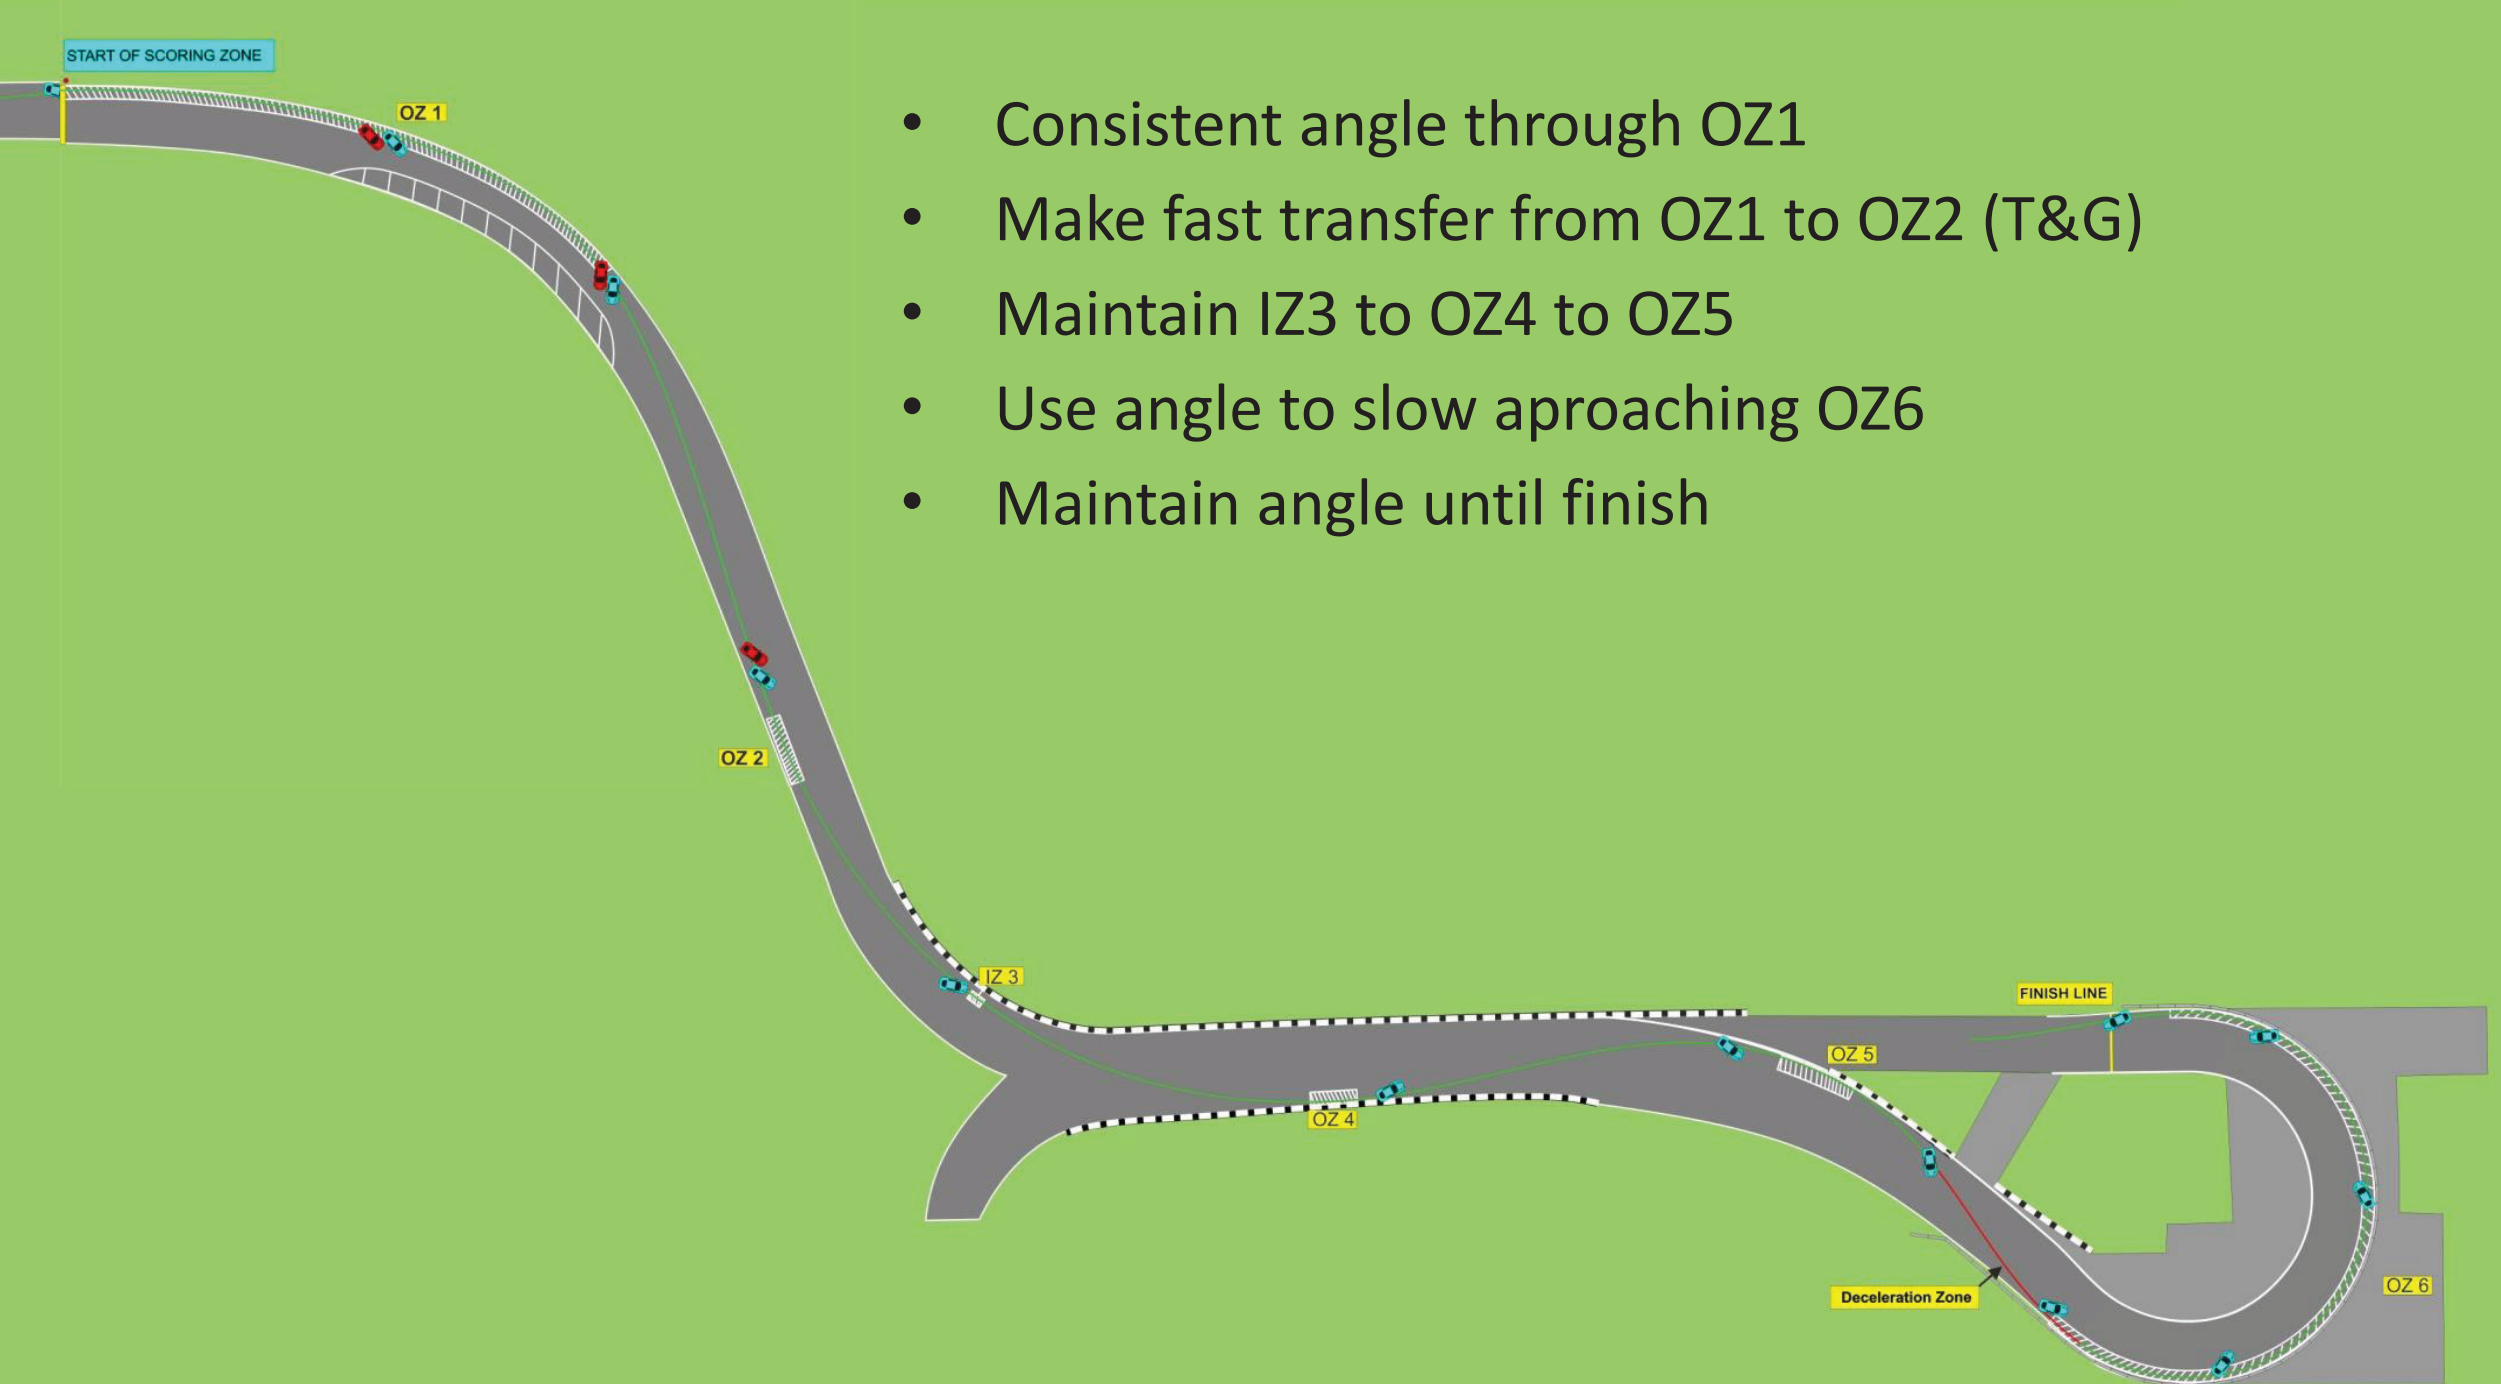 START OF SCORING ZONE
OZ 1
• Consistent angle through OZ1
• Make fast transfer from OZ1 to OZ2 (T&G)
• Maintain IZ3 to OZ4 to OZ5
• Use angle to slow aproaching OZ6
• Maintain angle until finish
OZ 2
IZ 3
FINISH LINE
OZ 5
OZ 4
OZ 6
Deceleration Zone